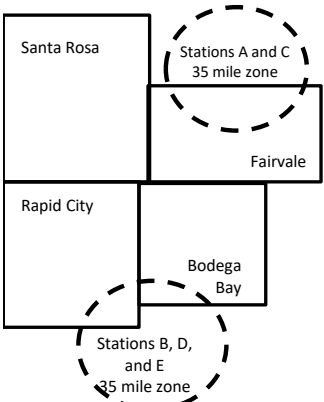 Santa Rosa
Stations A and C
35 mile zone
Fairvale
Rapid City
Bodega
Bay
Stations B, D,
and E
35 mile zone